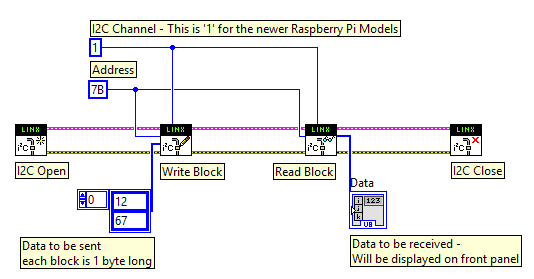 I2C Channel - This is '1' for the newer Raspberry Pi Models
1
Address
7B
LINX
I²C
I2C Open
LINX
I²C
Write Block
LINX
I²C
Read Block
LINX
I²C
I2C Close
0
12
67
Data
i
j
k
123
U8
Data to be sent
each block is 1 byte long
Data to be received -
Will be displayed on front panel